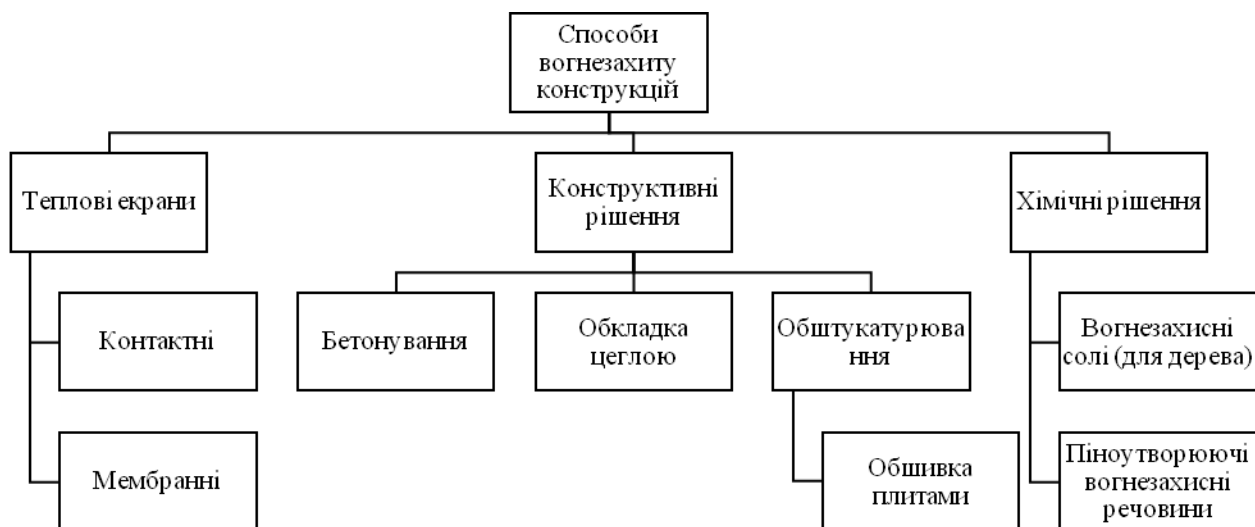 Способи
вогнезахиту
конструкцій
Теплові екрани
Конструктивні
рішення
Хімічні рішення
Контактні
Бетонування
Обкладка
цеглою
Обштукатурюва
ння
Вогнезахисні
солі (для дерева)
Мембранні
Обшивка
плитами
Піноутворюючі
вогнезахисні
речовини